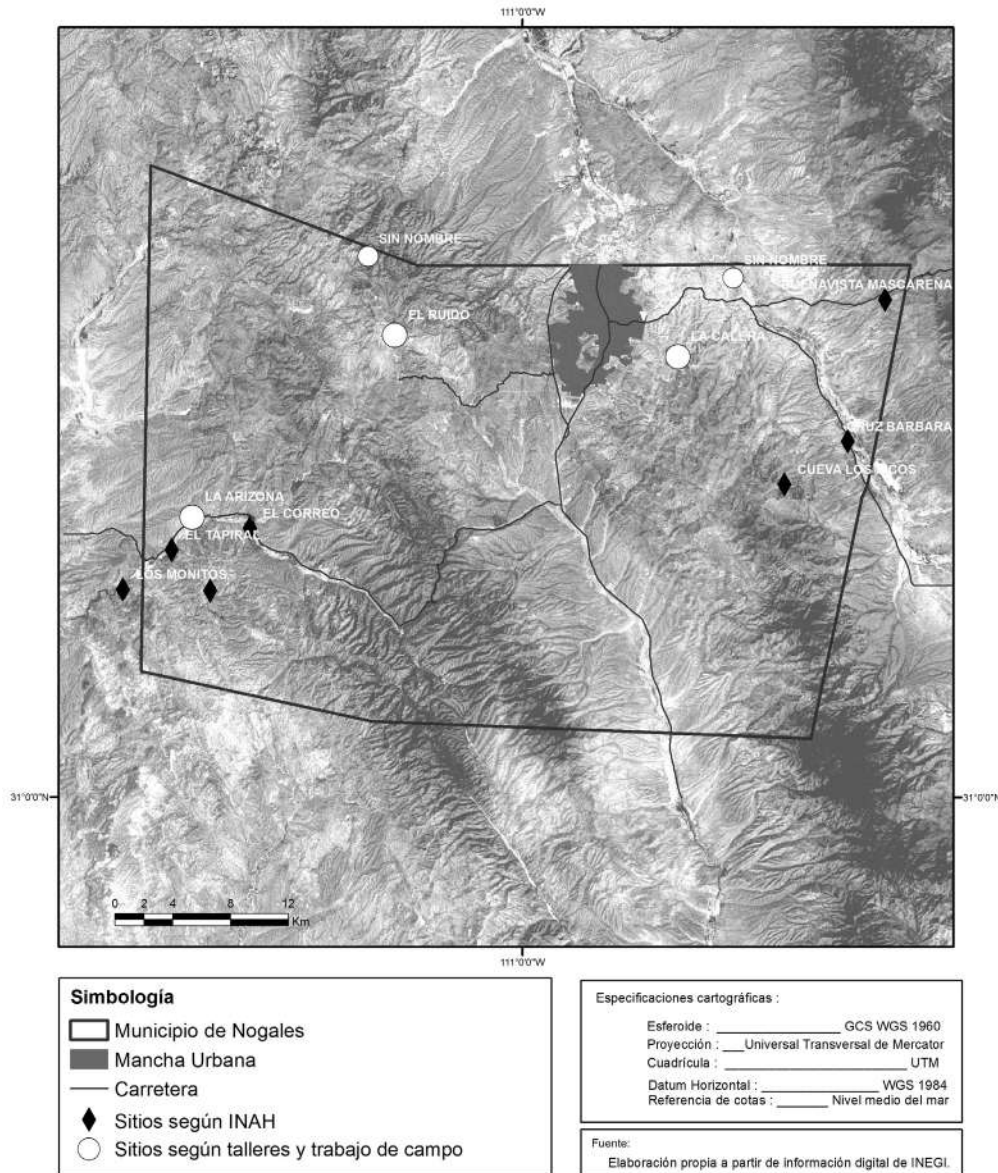 111°0'0"W
SIN NOMBRE
SIN NOMBRE
BUENAVISTA MASCAREÑA
EL RUIDO
LA CALERA
CRUZ BARBARA
CUEVA LOS
LA ARIZONA
EL CORREO
EL TAPIRAL
LOS MONITOS
31°0'0"N
31°0'0"N
0 2 4 8 12
Km
111°0'0"W
Simbología
Municipio de Nogales
Mancha Urbana
Carretera
Sitios según INAH
Sitios según talleres y trabajo de campo
Especificaciones cartográficas :
Esferoide : GCS WGS 1960
Proyección : Universal Transversal de Mercator
Cuadrícula : UTM
Datum Horizontal : WGS 1984
Referencia de cotas : Nivel medio del mar
Fuente:
Elaboración propia a partir de información digital de INEGI.